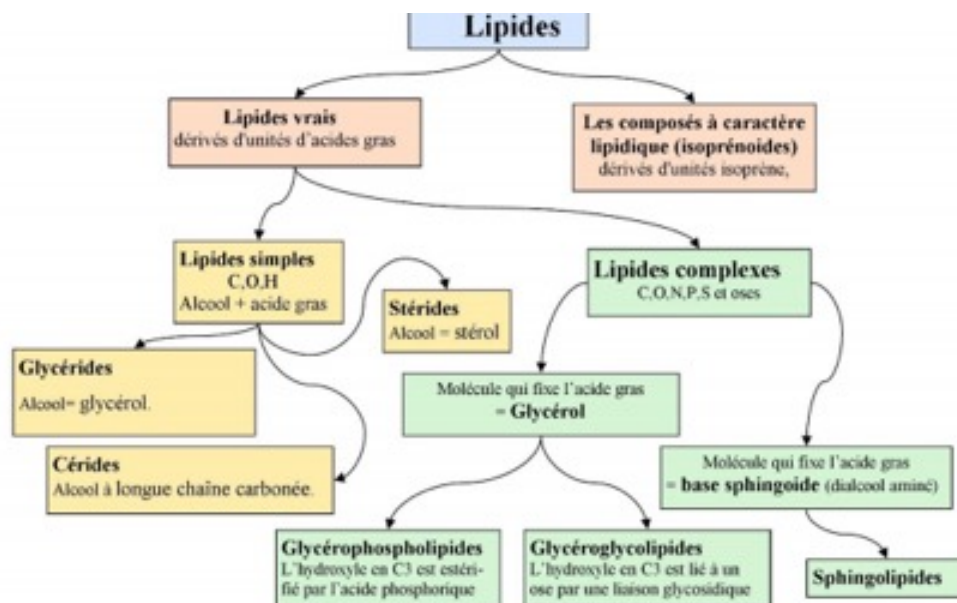 Lipides
Lipides vrais
dérivés d'unités d'acides gras
Les composés à caractère
lipidique (isoprénoides)
dérivés d'unités isoprène,
Lipides simples
C,O,H
Alcool + acide gras
Stérides
Alcool = stérol
Lipides complexes
C,O,N,P,S et oses
Glycérides
Alcool= glycérol.
Cérides
Alcool à longue chaîne carbonée.
Molécule qui fixe l'acide gras
= Glycérol
Molécule qui fixe l'acide gras
= base sphingoide (dialcool aminé)
Glycérophospholipides
L'hydroxyle en C3 est estéri-
fié par l'acide phosphorique
Glycéroglycolipides
L'hydroxyle en C3 est lié à un
ose par une liaison glycosidique
Sphingolipides